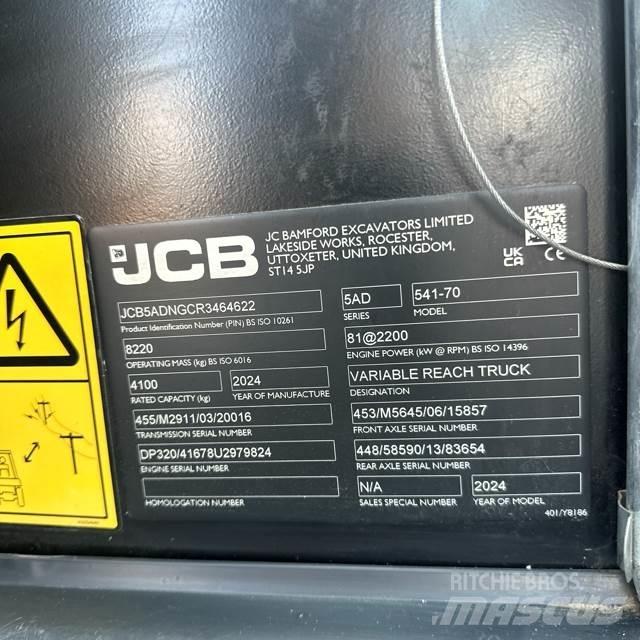 JCB
JC BAMFORD EXCAVATORS LIMITED
LAKESIDE WORKS, ROCESTER,
UTTOXETER, UNITED KINGDOM,
ST14 5JP
UK
CA
CE
JCB5ADNGCR3464622
Product Identification Number (PIN) BS ISO 10261
5AD
SERIES
541-70
MODEL
8220
OPERATING MASS (kg) BS ISO 6016
81@2200
ENGINE POWER (kW @ RPM) BS ISO 14396
4100
RATED CAPACITY (kg)
2024
YEAR OF MANUFACTURE
VARIABLE REACH TRUCK
DESIGNATION
455/M2911/03/20016
TRANSMISSION SERIAL NUMBER
453/M5645/06/15857
FRONT AXLE SERIAL NUMBER
DP320/41678U2979824
ENGINE SERIAL NUMBER
448/58590/13/83654
REAR AXLE SERIAL NUMBER
HOMOLOGATION NUMBER
N/A
SALES SPECIAL NUMBER
2024
YEAR OF MODEL
401/Y8186
RITCHIE BROS.
MASCUS